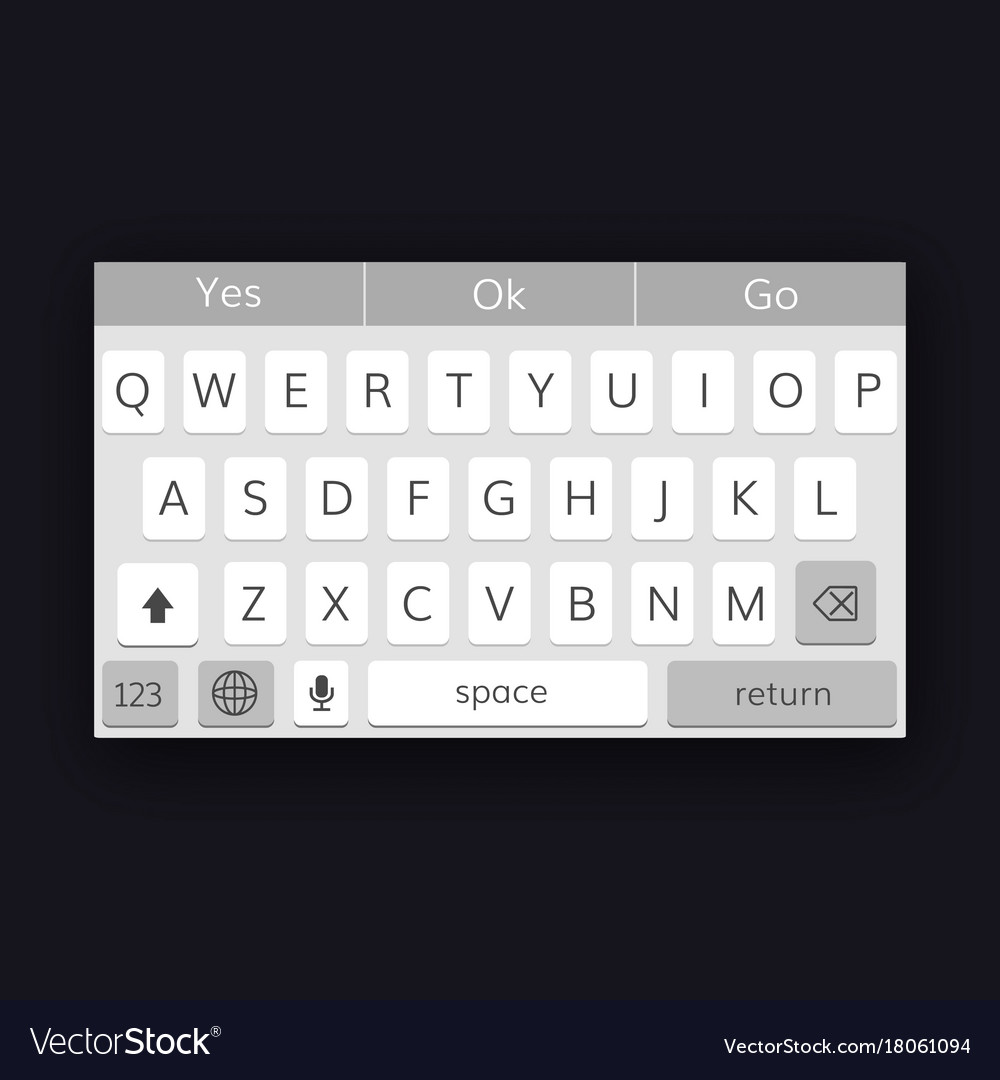 Yes Ok Go
Q W E R T Y U I O P
A S D F G H J K L
Z X C V B N M
123 space return
VectorStock®
VectorStock.com/18061094